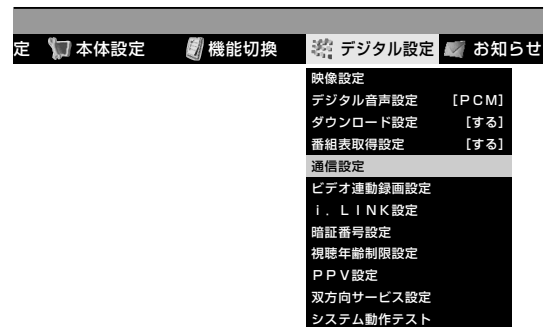 定 本体設定 機能切換 デジタル設定 お知らせ
映像設定
デジタル音声設定 [PCM]
ダウンロード設定 [する]
番組表取得設定 [する]
通信設定
ビデオ連動録画設定
i．LINK設定
暗証番号設定
視聴年齢制限設定
PPV設定
双方向サービス設定
システム動作テスト